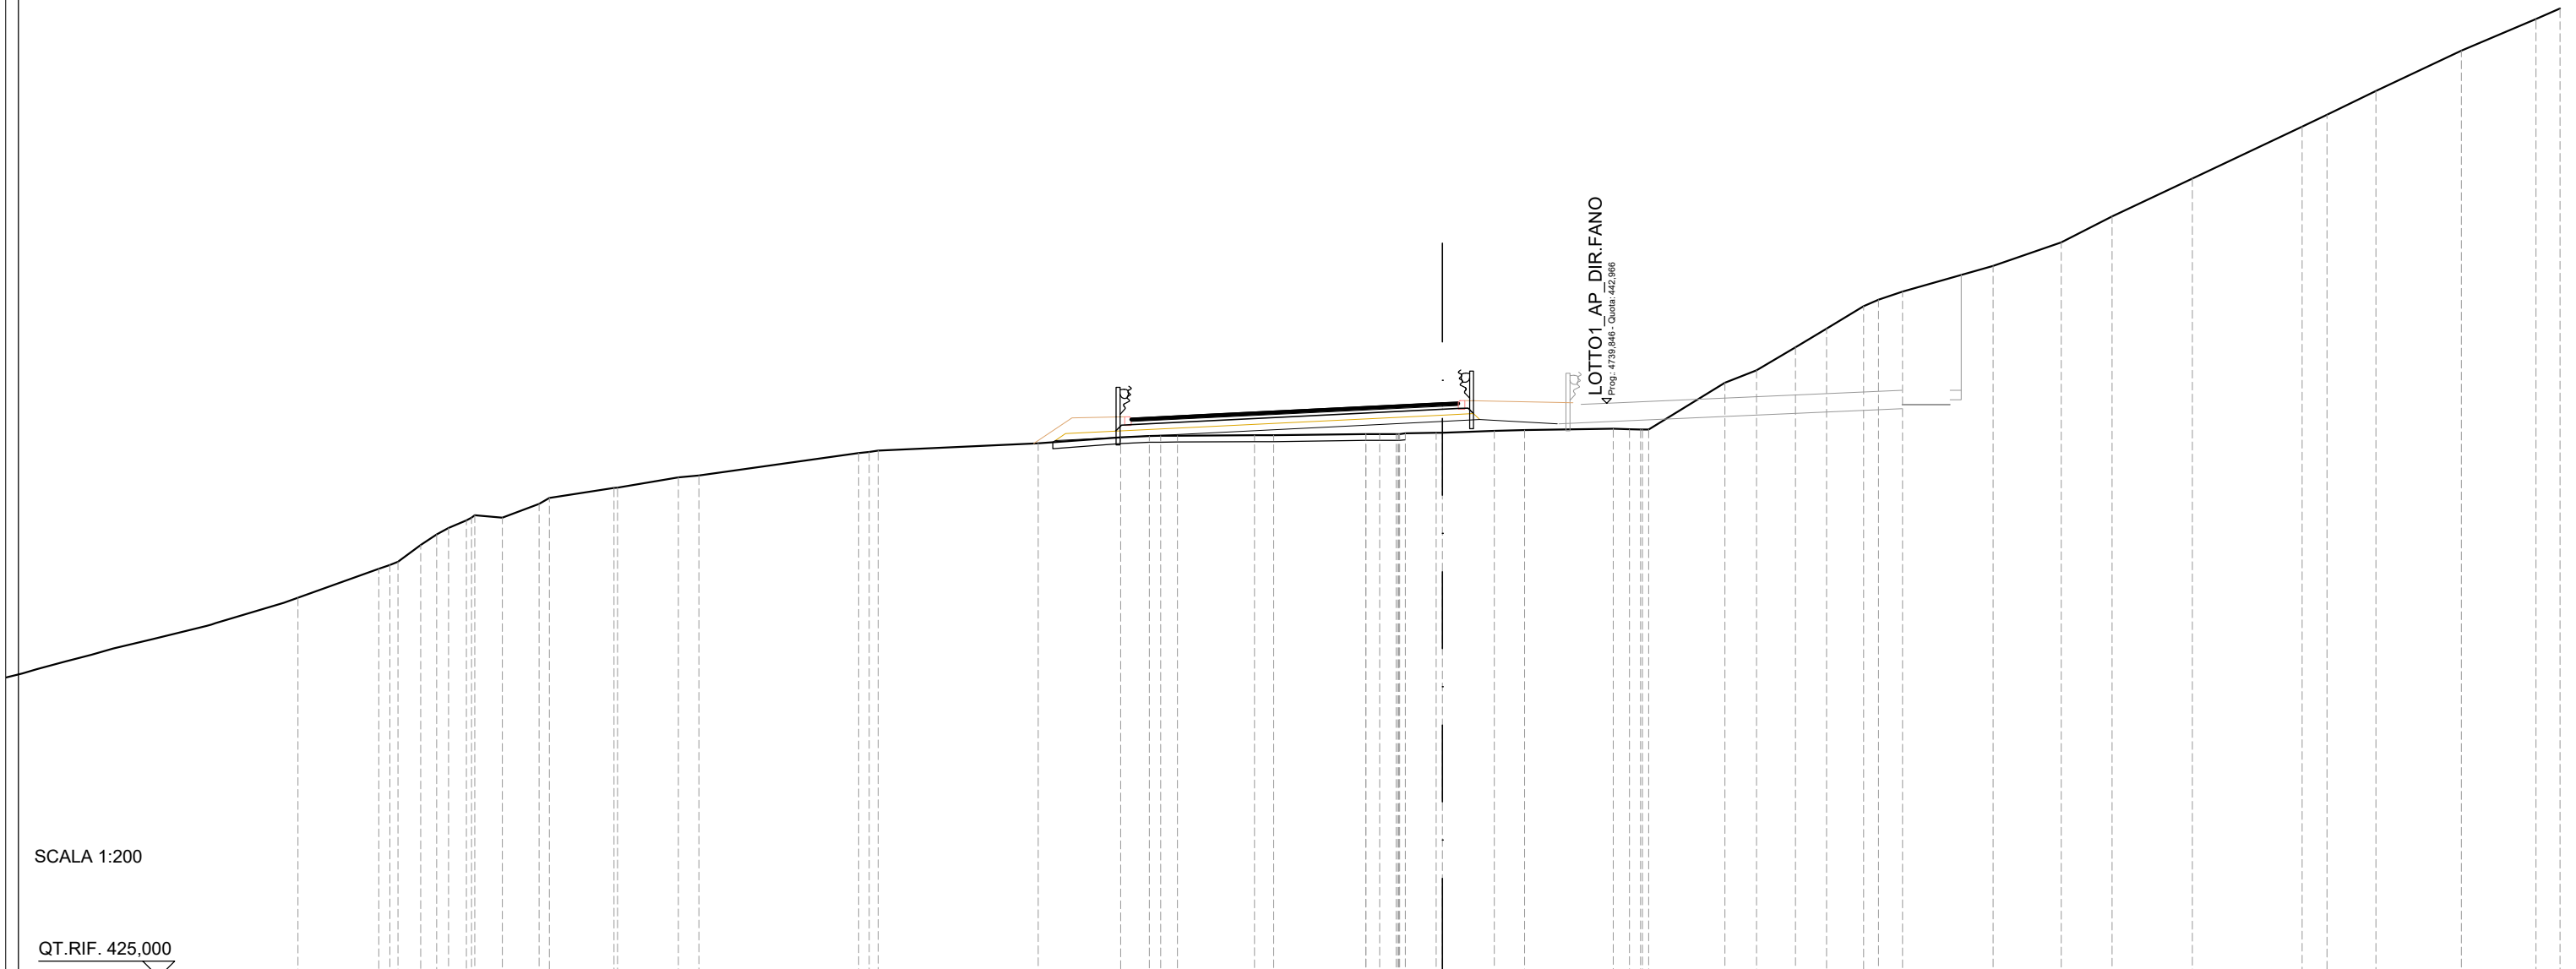 LOTTO1_AP_DIR.FANO
Prog.: 4739,846 - Quota: 442,966
SCALA 1:200
QT.RIF. 425,000